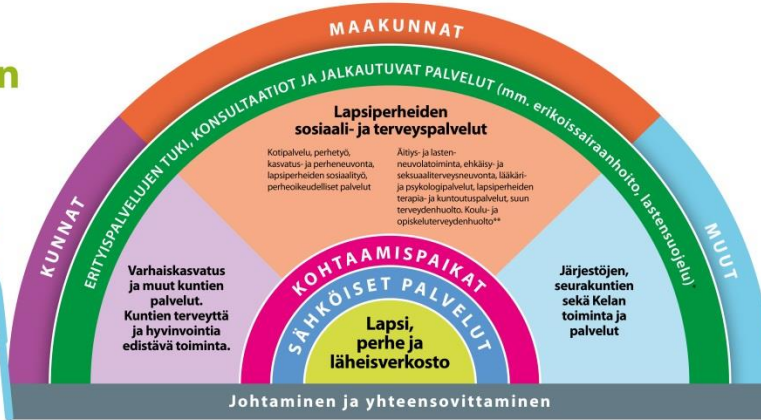 n
MAAKUNNAT
KUNNAT
MUUT
ERITYISPALVELUJEN TUKI, KONSULTAATIOT JA JALKAUTUVAT PALVELUT (mm. erikoissairaanhoito, lastensuojelu)*
Lapsiperheiden
sosiaali- ja terveyspalvelut
Kotipalvelu, perhetyö,
kasvatus- ja perheneuvonta,
lapsiperheiden sosiaalityö,
perheoikeudelliset palvelut
Äitiys- ja lasten-
neuvolatoiminta, ehkäisy- ja
seksuaaliterveysneuvonta, lääkäri-
ja psykologipalvelut, lapsiperheiden
terapia- ja kuntoutuspalvelut, suun
terveydenhuolto. Koulu- ja
opiskeluterveydenhuolto**
Varhaiskasvatus
ja muut kuntien
palvelut.
Kuntien terveyttä
ja hyvinvointia
edistävä toiminta.
KOHTAAMISPAIKAT
SÄHKÖISET PALVELUT
Lapsi,
perhe ja
läheisverkosto
Järjestöjen,
seurakuntien
sekä Kelan
toiminta ja
palvelut
Johtaminen ja yhteensovittaminen